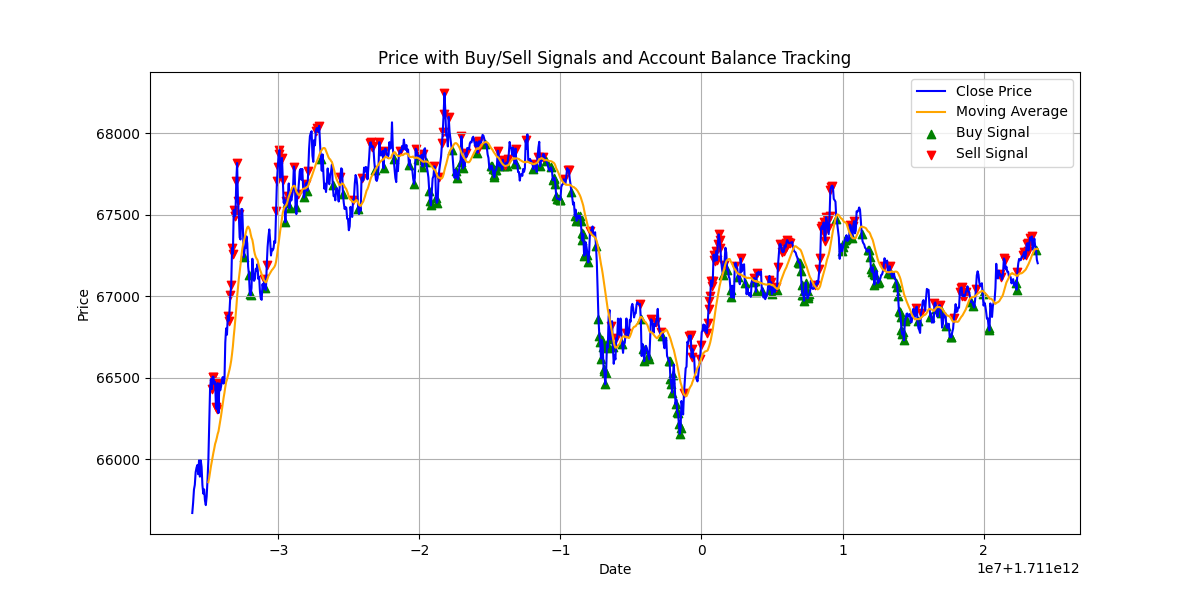 Price with Buy/Sell Signals and Account Balance Tracking
Close Price
Moving Average
Buy Signal
Sell Signal
68000
67500
67000
66500
66000
Price
−3 −2 −1 0 1 2
Date
1e7+1.711e12